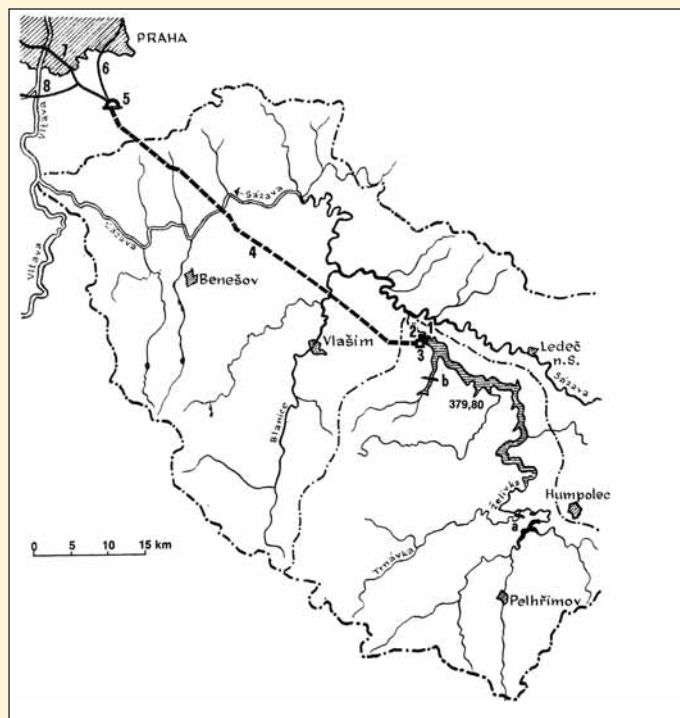 PRAHA
7
6
8
5
Vltava
Sázava
Sázava
4
Vltava
Benešov
2
1
3
Vlašim
Ledeč
n. S.
Sázava
b
379,80
Blanice
Želivka
Humpolec
a
Trnávka
0 5 10 15 km
Pelhřimov